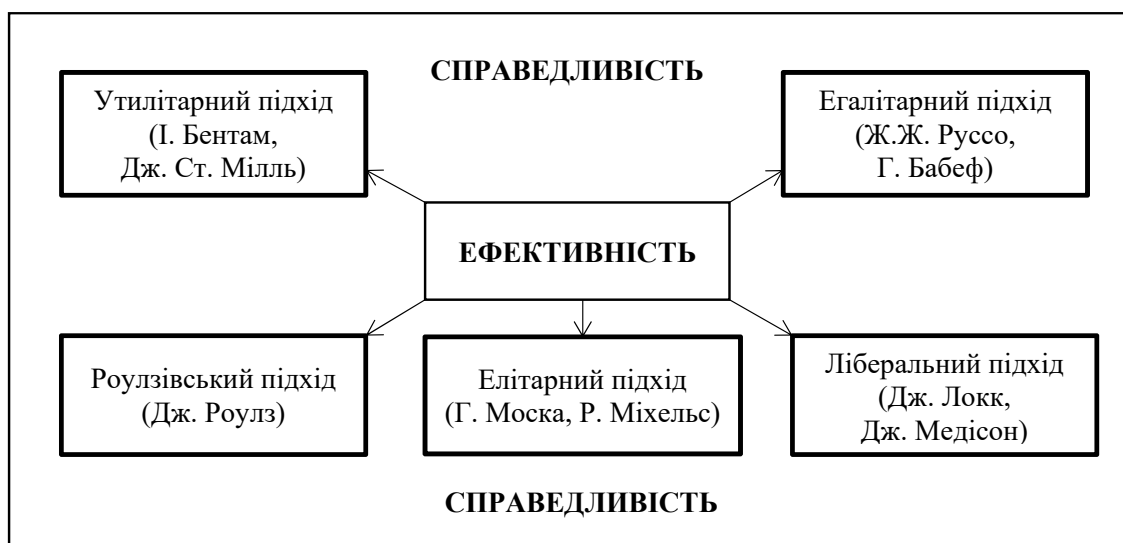 СПРАВЕДЛИВІСТЬ
Утилітарний підхід
(І. Бентам,
Дж. Ст. Мілль)
Егалітарний підхід
(Ж.Ж. Руссо,
Г. Бабеф)
ЕФЕКТИВНІСТЬ
Роулзівський підхід
(Дж. Роулз)
Елітарний підхід
(Г. Моска, Р. Міхельс)
Ліберальний підхід
(Дж. Локк,
Дж. Медісон)
СПРАВЕДЛИВІСТЬ